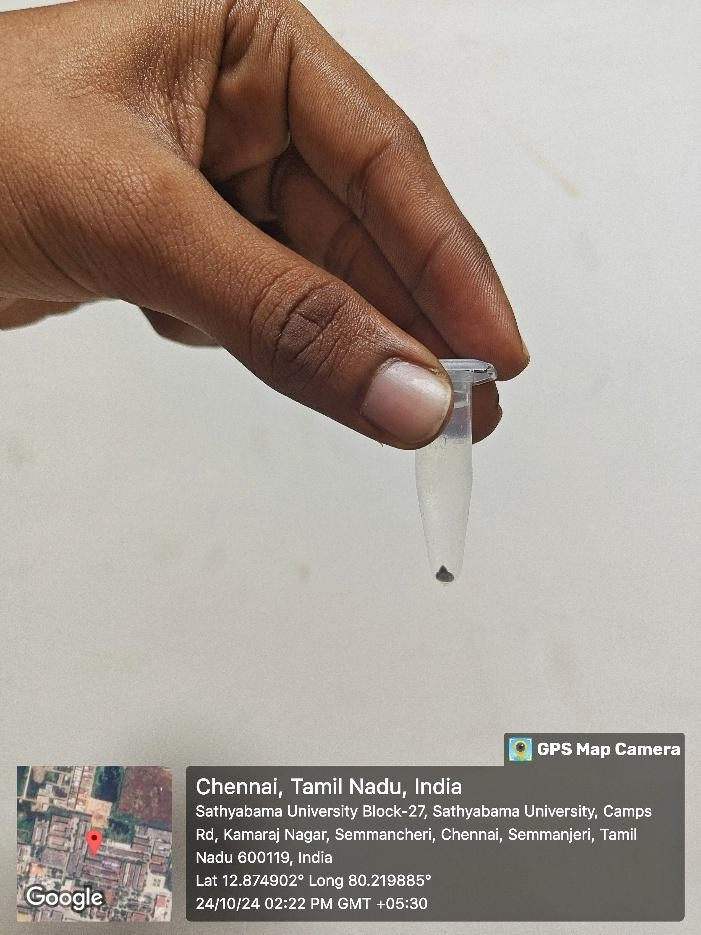 GPS Map Camera
Chennai, Tamil Nadu, India
Sathyabama University Block-27, Sathyabama University, Camps
Rd, Kamaraj Nagar, Semmancheri, Chennai, Semmanjeri, Tamil
Nadu 600119, India
Lat 12.874902° Long 80.219885°
24/10/24 02:22 PM GMT +05:30
Google